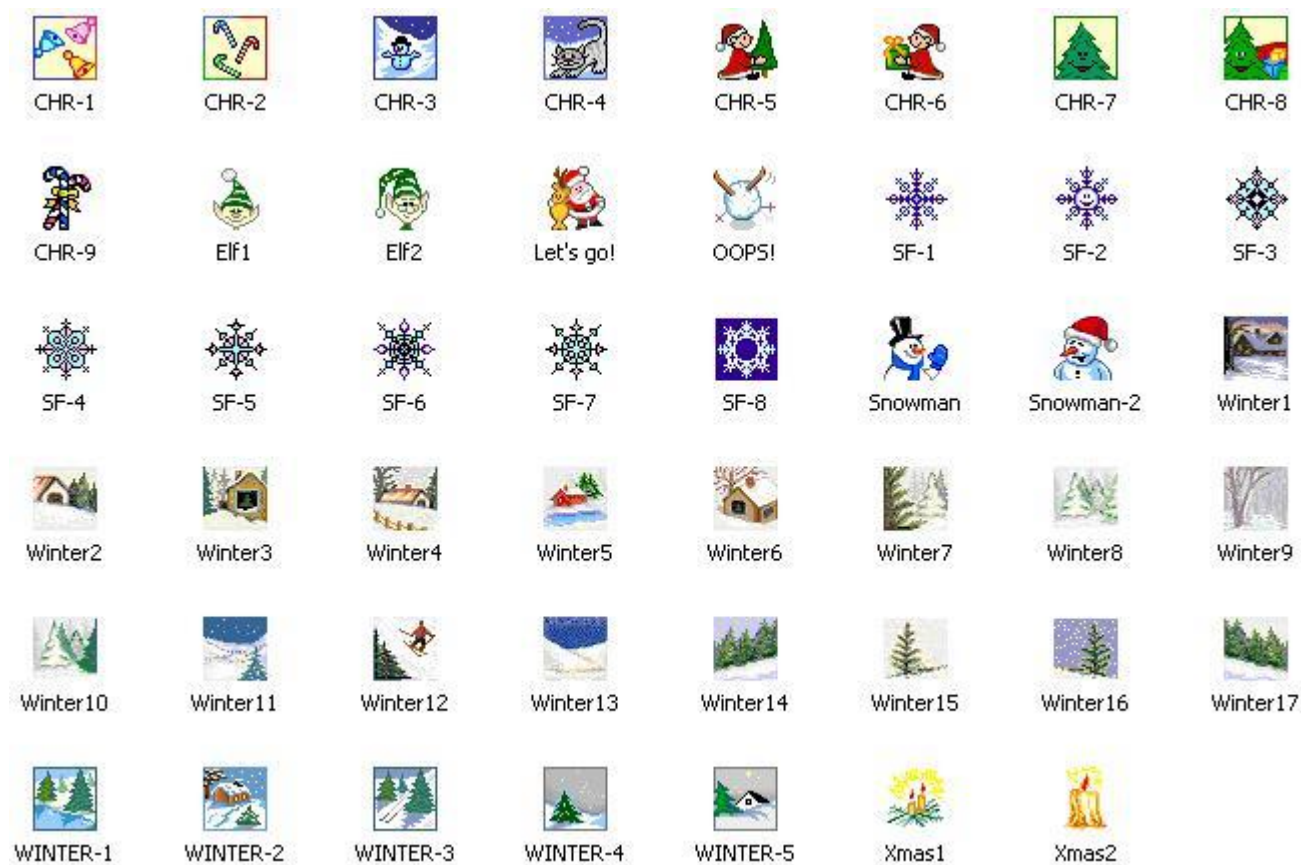 CHR-1 CHR-2 CHR-3 CHR-4 CHR-5 CHR-6 CHR-7 CHR-8
CHR-9 Elf1 Elf2 Let's go! OOPS! SF-1 SF-2 SF-3
SF-4 SF-5 SF-6 SF-7 SF-8 Snowman Snowman-2 Winter1
Winter2 Winter3 Winter4 Winter5 Winter6 Winter7 Winter8 Winter9
Winter10 Winter11 Winter12 Winter13 Winter14 Winter15 Winter16 Winter17
WINTER-1 WINTER-2 WINTER-3 WINTER-4 WINTER-5 Xmas1 Xmas2